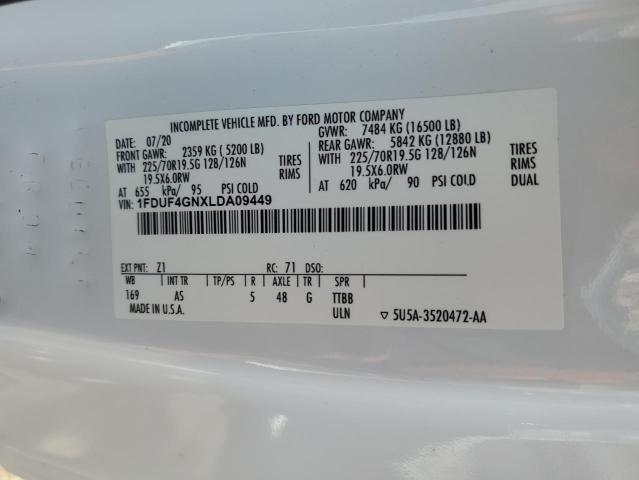 INCOMPLETE VEHICLE MFD. BY FORD MOTOR COMPANY
DATE: 07/20 GVWR: 7484 KG (16500 LB)
FRONT GAWR: 2359 KG ( 5200 LB) REAR GAWR: 5842 KG (12880 LB)
WITH 225/70R19.5G 128/126N TIRES WITH 225/70R19.5G 128/126N TIRES
19.5X6.0RW RIMS 19.5X6.0RW RIMS
AT 655 kPa/ 95 PSI COLD AT 620 kPa/ 90 PSI COLD DUAL
VIN: 1FDUF4GNXLDA09449
EXT PNT: Z1 RC: 71 DSO:
WB INT TR TP/PS R AXLE TR SPR
169 AS 5 48 G TTBB
MADE IN U.S.A. ULN ▽ 5U5A-3520472-AA